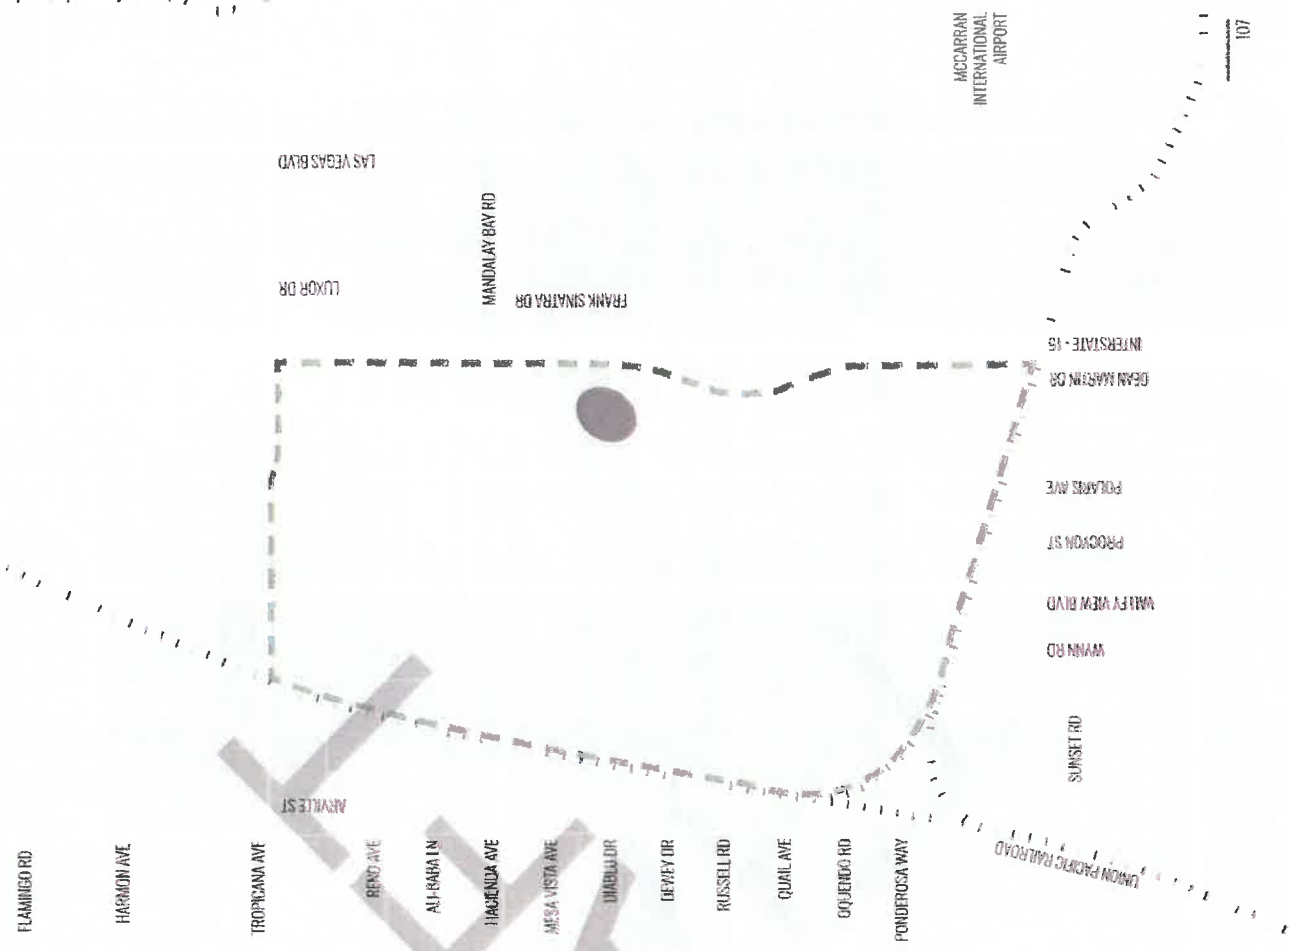 MCCARRAN
INTERNATIONAL
AIRPORT
107
LAS VEGAS BLVD
MANDALAY BAY RD
LUXOR DR
FRANK SINATRA DR
INTERSTATE - 15
DEAN MARTIN DR
POLARIS AVE
PROCYON ST
VALLEY VIEW BLVD
WYNN RD
SUNSET RD
ARVILLE ST
UNION PACIFIC RAILROAD
FLAMINGO RD
HARMON AVE
TROPICANA AVE
RENO AVE
ALI-BABA LN
HACIENDA AVE
MESA VISTA AVE
DIABLO DR
DEWEY DR
RUSSELL RD
QUAIL AVE
OQUENDO RD
PONDEROSA WAY